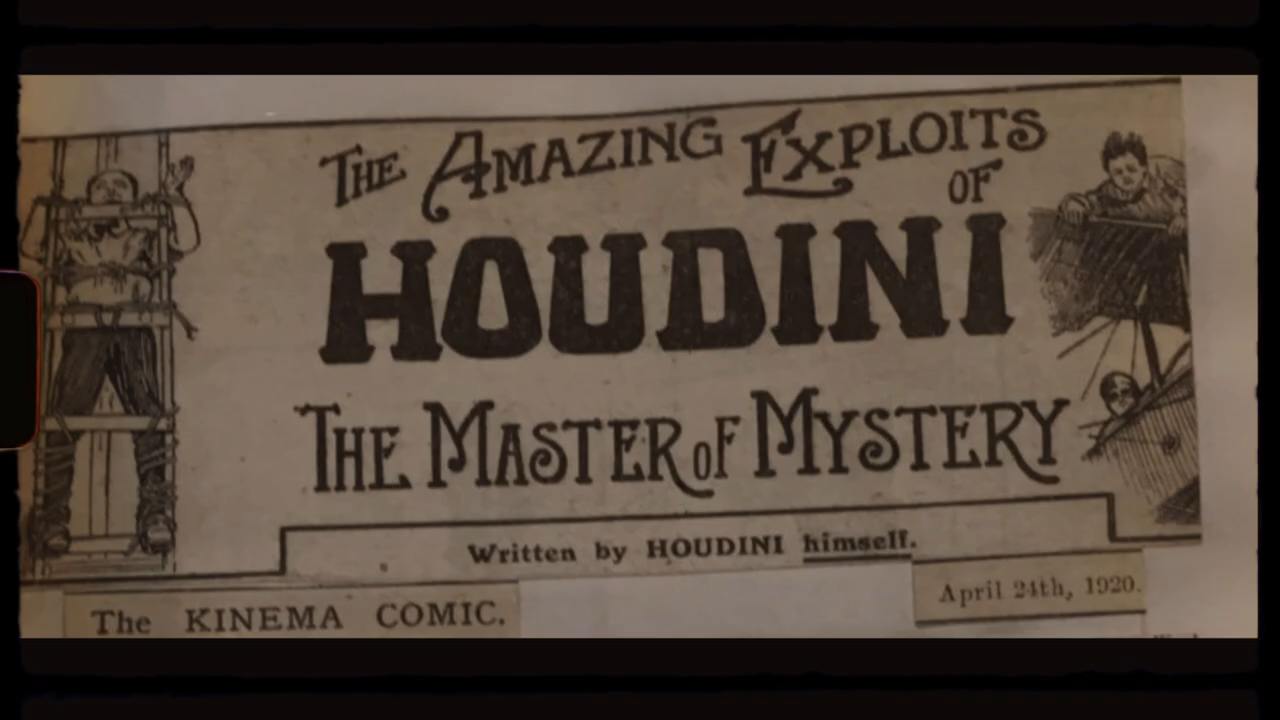 THE AMAZING EXPLOITS
OF
HOUDINI
THE MASTER OF MYSTERY
Written by HOUDINI himself.
April 24th, 1920.
The KINEMA COMIC.